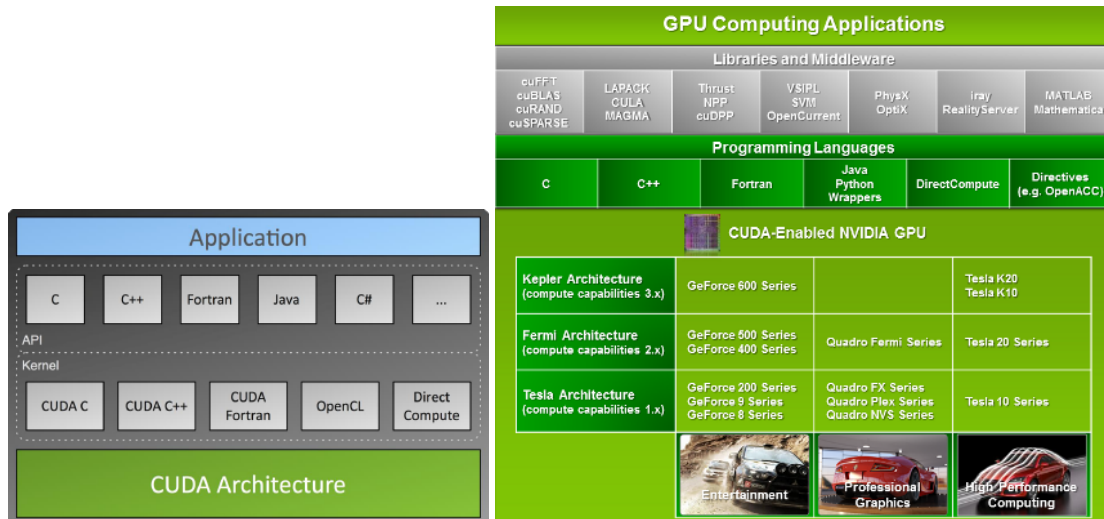 Application
C
C++
Fortran
Java
C#
...
API
Kernel
CUDA C
CUDA C++
CUDA
Fortran
OpenCL
Direct
Compute
CUDA Architecture
GPU Computing Applications
Libraries and Middleware
cuFFT
cuBLAS
cuRAND
cuSPARSE
LAPACK
CULA
MAGMA
Thrust
NPP
cuDPP
VSIPL
SVM
OpenCurrent
PhysX
OptiX
iray
RealityServer
MATLAB
Mathematica
Programming Languages
C
C++
Fortran
Java
Python
Wrappers
DirectCompute
Directives
(e.g. OpenACC)
CUDA-Enabled NVIDIA GPU
Kepler Architecture
(compute capabilities 3.x)
GeForce 600 Series
Tesla K20
Tesla K10
Fermi Architecture
(compute capabilities 2.x)
GeForce 500 Series
GeForce 400 Series
Quadro Fermi Series
Tesla 20 Series
Tesla Architecture
(compute capabilities 1.x)
GeForce 200 Series
GeForce 9 Series
GeForce 8 Series
Quadro FX Series
Quadro Plex Series
Quadro NVS Series
Tesla 10 Series
Entertainment
Professional
Graphics
High Performance
Computing